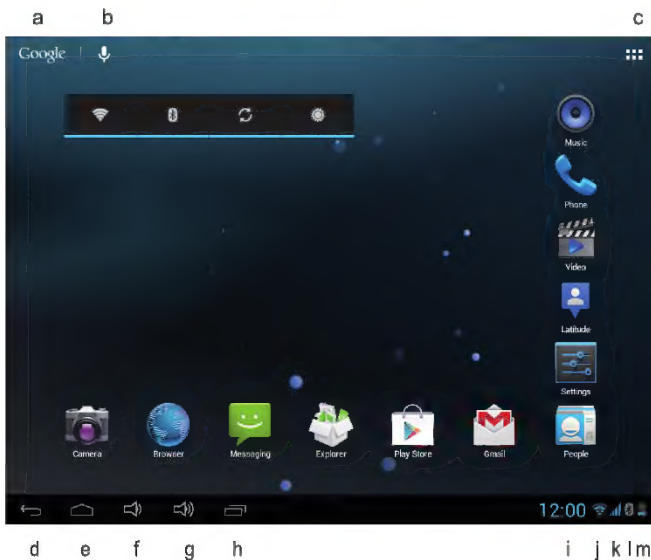 a b c
Google
Music
Phone
Video
Latitude
Settings
Camera Browser Messaging Explorer Play Store Gmail People
12:00
d e f g h i j k l m